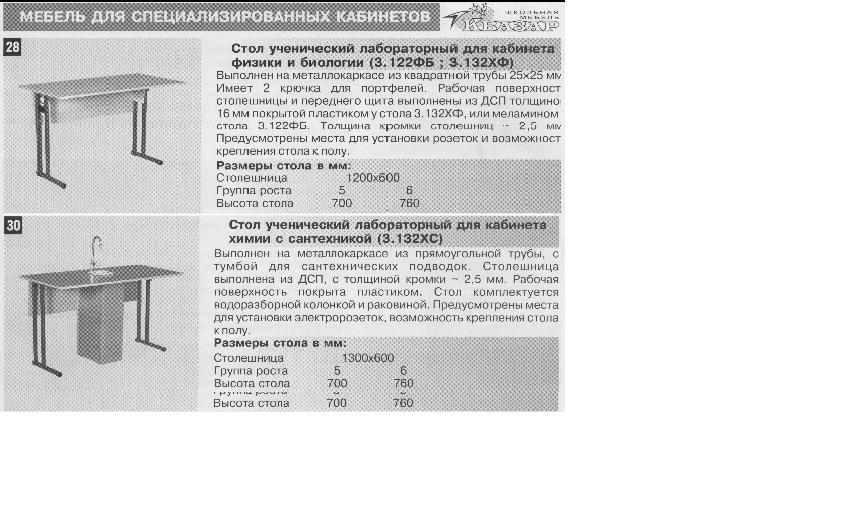 МЕБЕЛЬ ДЛЯ СПЕЦИАЛИЗИРОВАННЫХ КАБИНЕТОВ
ШКОЛЬНАЯ
МЕБЕЛЬ
КВАЗАР
28
Стол ученический лабораторный для кабинета
физики и биологии (3.122ФБ ; 3.132ХФ)
Выполнен на металлокаркасе из квадратной трубы 25х25 мм
Имеет 2 крючка для портфелей. Рабочая поверхност
столешницы и переднего щита выполнены из ДСП толщино
16 мм покрытой пластиком у стола 3.132ХФ, или меламином
стола 3.122ФБ. Толщина кромки столешниц ~ 2,5 мм
Предусмотрены места для установки розеток и возможност
крепления стола к полу.
Размеры стола в мм:
Столешница 1200х600
Группа роста 5 6
Высота стола 700 760
30
Стол ученический лабораторный для кабинета
химии с сантехникой (3.132ХС)
Выполнен на металлокаркасе из прямоугольной трубы, с
тумбой для сантехнических подводок. Столешница
выполнена из ДСП, с толщиной кромки ~ 2,5 мм. Рабочая
поверхность покрыта пластиком. Стол комплектуется
водоразборной колонкой и раковиной. Предусмотрены места
для установки электророзеток, возможность крепления стола
к полу.
Размеры стола в мм:
Столешница 1300х600
Группа роста 5 6
Высота стола 700 760
Высота стола 700 760